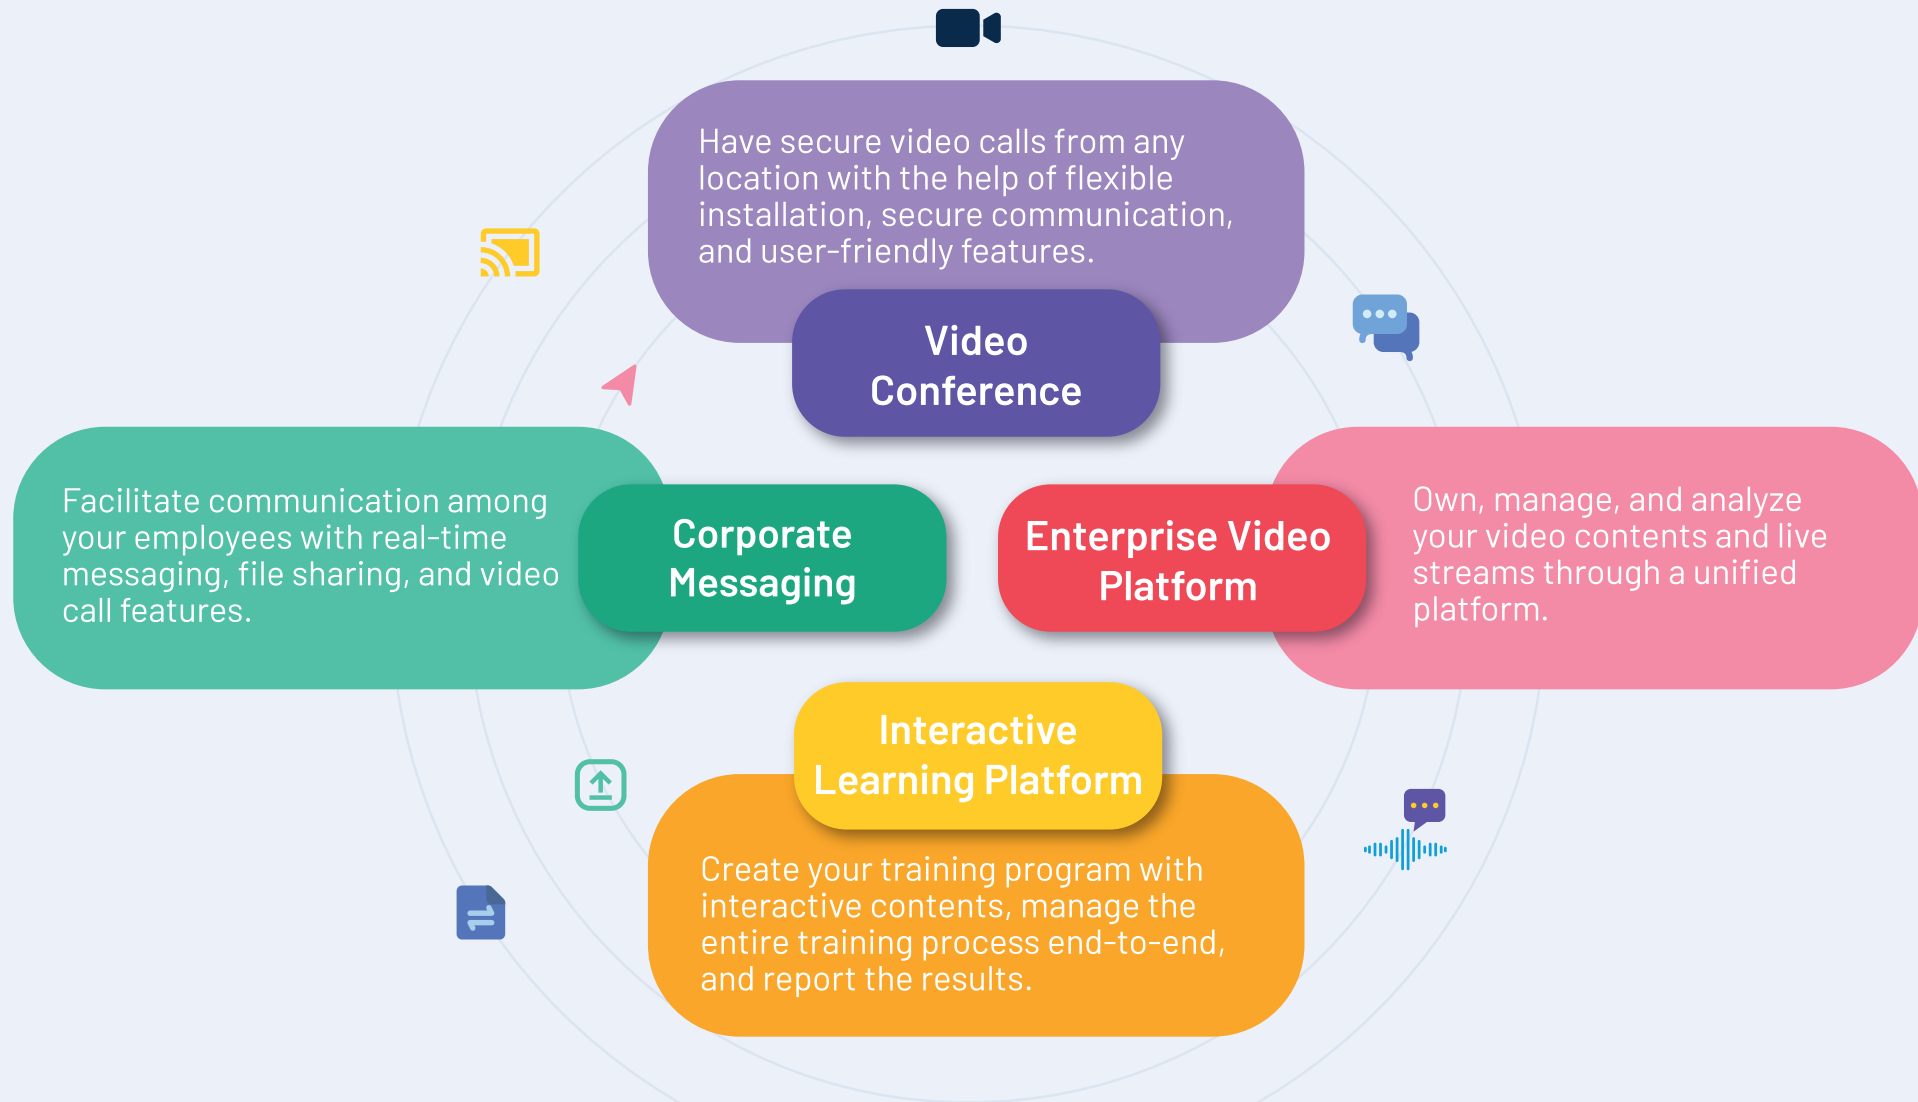 Have secure video calls from any
location with the help of flexible
installation, secure communication,
and user-friendly features.
Video
Conference
Facilitate communication among
your employees with real-time
messaging, file sharing, and video
call features.
Corporate
Messaging
Enterprise Video
Platform
Own, manage, and analyze
your video contents and live
streams through a unified
platform.
Interactive
Learning Platform
Create your training program with
interactive contents, manage the
entire training process end-to-end,
and report the results.